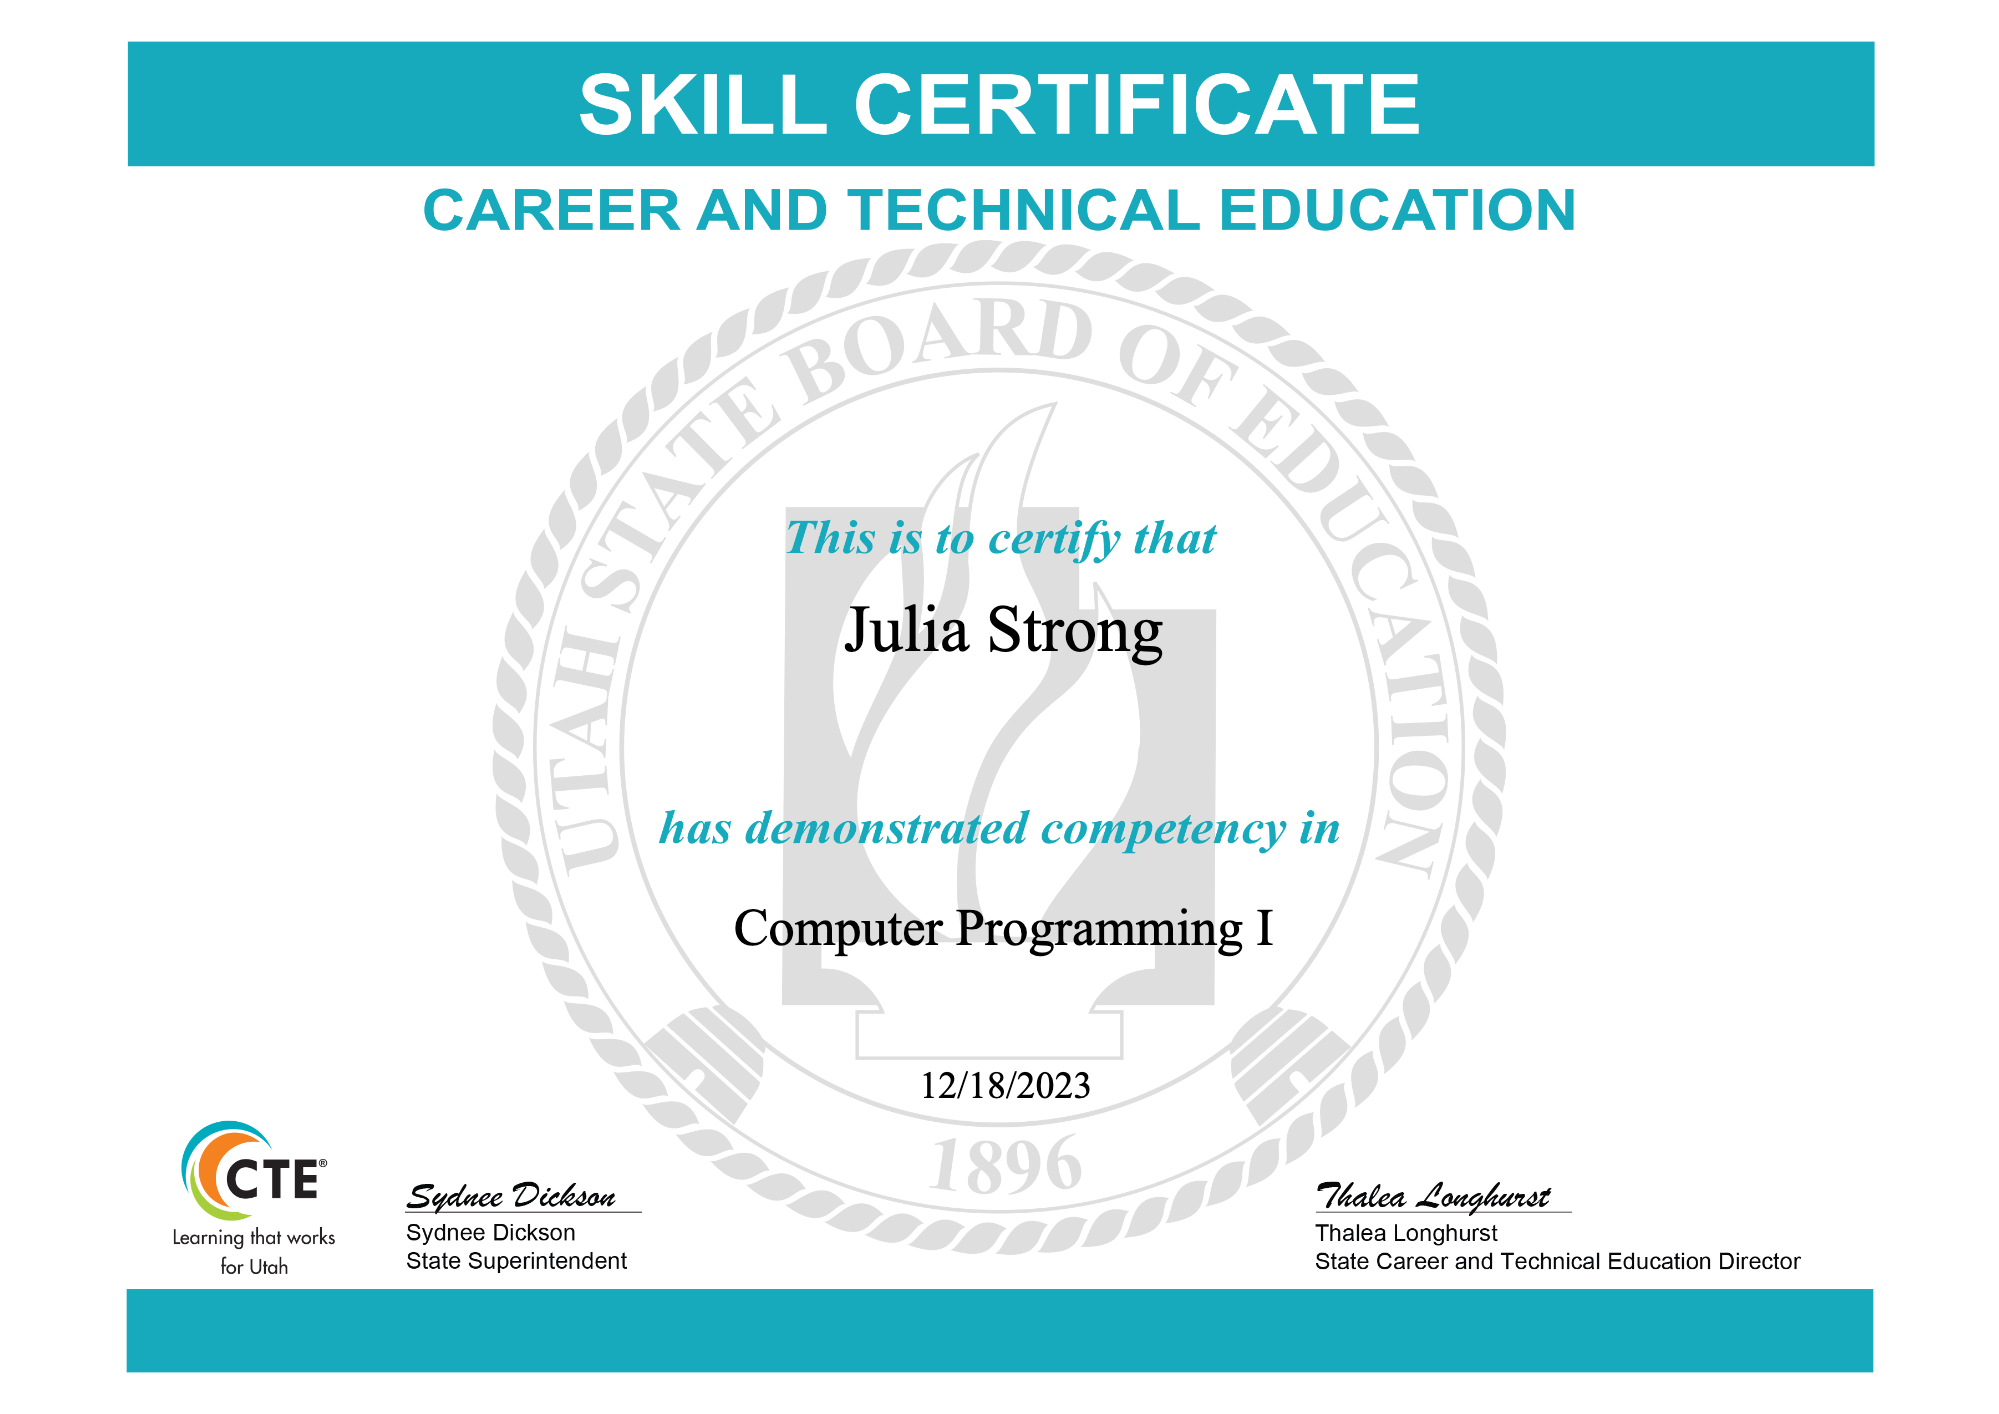 SKILL CERTIFICATE
CAREER AND TECHNICAL EDUCATION
UTAH STATE BOARD OF EDUCATION
This is to certify that
Julia Strong
has demonstrated competency in
Computer Programming I
12/18/2023
1896
CTE®
Learning that works
for Utah
Sydnee Dickson
Sydnee Dickson
State Superintendent
Thalea Longhurst
Thalea Longhurst
State Career and Technical Education Director